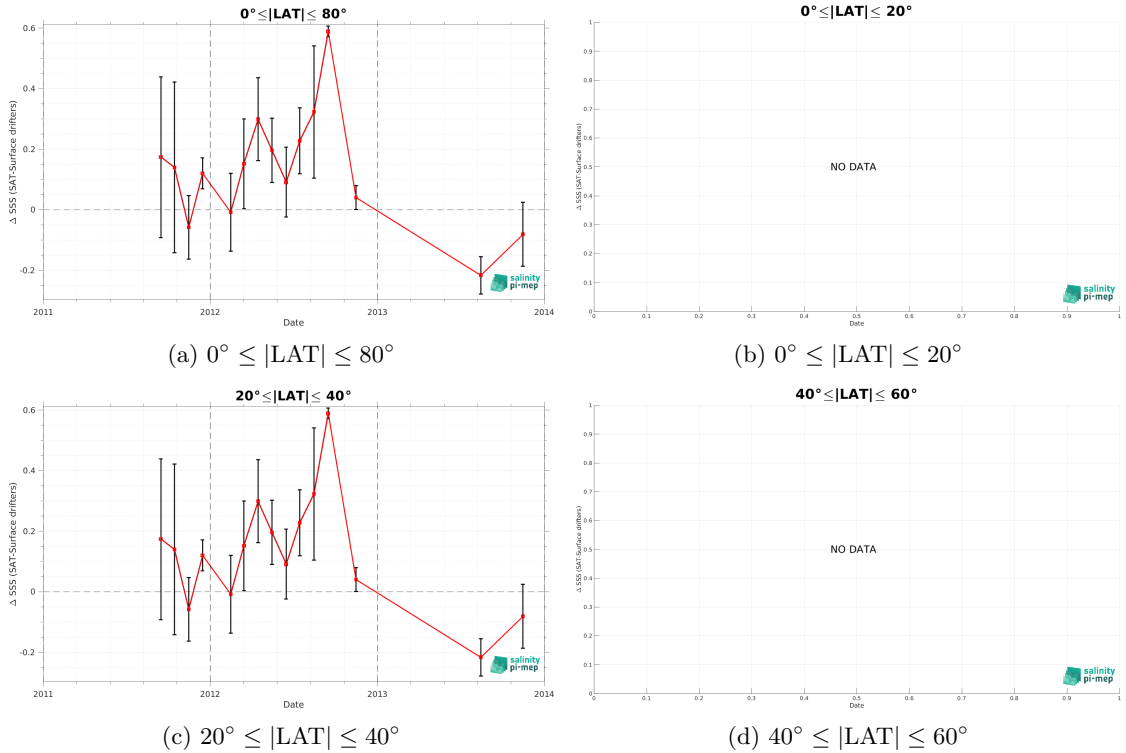 0°≤|LAT|≤ 80°
Δ SSS (SAT-Surface drifters)
0.6
0.4
0.2
0
-0.2
2011
2012
2013
2014
Date
salinity
pi-mep
(a) 0° ≤ |LAT| ≤ 80°
0°≤|LAT|≤ 20°
Δ SSS (SAT-Surface drifters)
1
0.9
0.8
0.7
0.6
0.5
0.4
0.3
0.2
0.1
0
NO DATA
0 0.1 0.2 0.3 0.4 0.5 0.6 0.7 0.8 0.9 1
Date
salinity
pi-mep
(b) 0° ≤ |LAT| ≤ 20°
20°≤|LAT|≤ 40°
Δ SSS (SAT-Surface drifters)
0.6
0.4
0.2
0
-0.2
2011
2012
2013
2014
Date
salinity
pi-mep
(c) 20° ≤ |LAT| ≤ 40°
40°≤|LAT|≤ 60°
Δ SSS (SAT-Surface drifters)
1
0.9
0.8
0.7
0.6
0.5
0.4
0.3
0.2
0.1
0
NO DATA
0 0.1 0.2 0.3 0.4 0.5 0.6 0.7 0.8 0.9 1
Date
salinity
pi-mep
(d) 40° ≤ |LAT| ≤ 60°